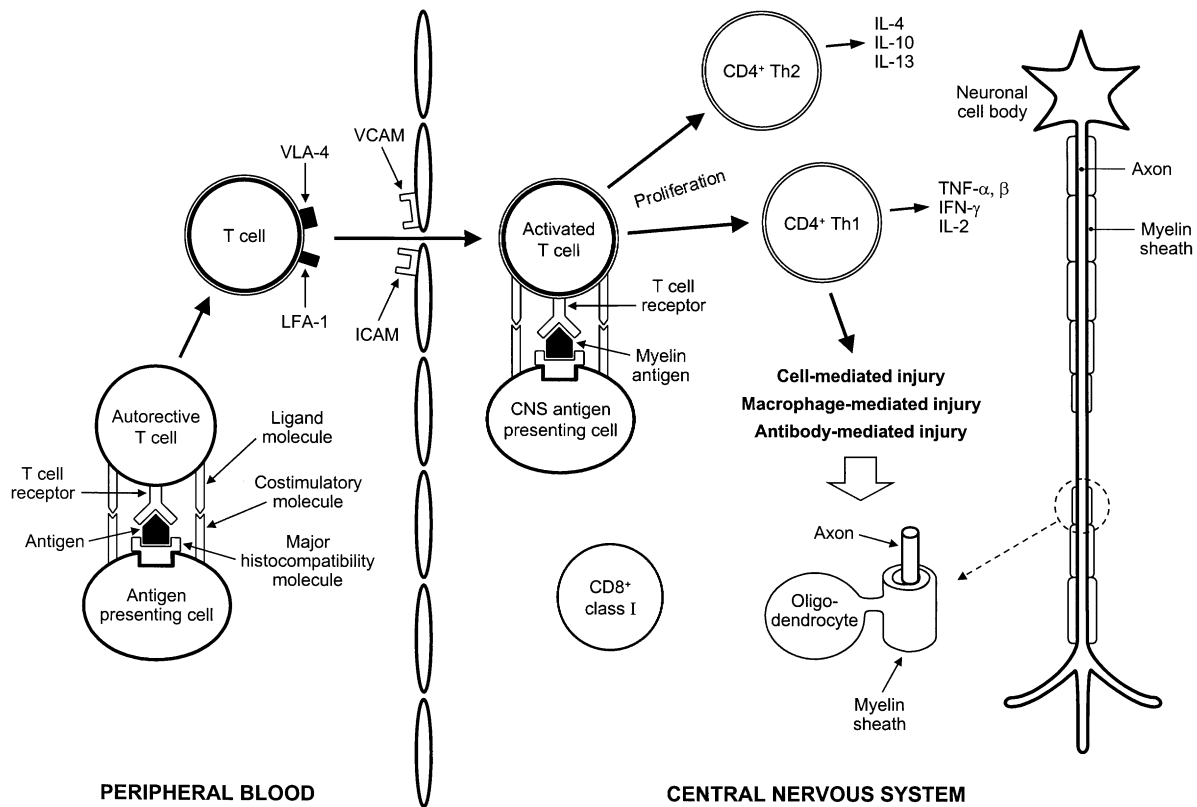 IL-4
IL-10
IL-13
CD4⁺ Th2
Neuronal
cell body
VCAM
VLA-4
Axon
Proliferation
TNF-α, β
IFN-γ
IL-2
T cell
Activated
T cell
CD4⁺ Th1
Myelin
sheath
T cell
receptor
LFA-1
ICAM
Myelin
antigen
Cell-mediated injury
Macrophage-mediated injury
Antibody-mediated injury
Autorective
T cell
Ligand
molecule
CNS antigen
presenting cell
T cell
receptor
Costimulatory
molecule
Antigen
Major
histocompatibility
molecule
Axon
Antigen
presenting cell
CD8⁺
class I
Oligo-
dendrocyte
Myelin
sheath
PERIPHERAL BLOOD
CENTRAL NERVOUS SYSTEM